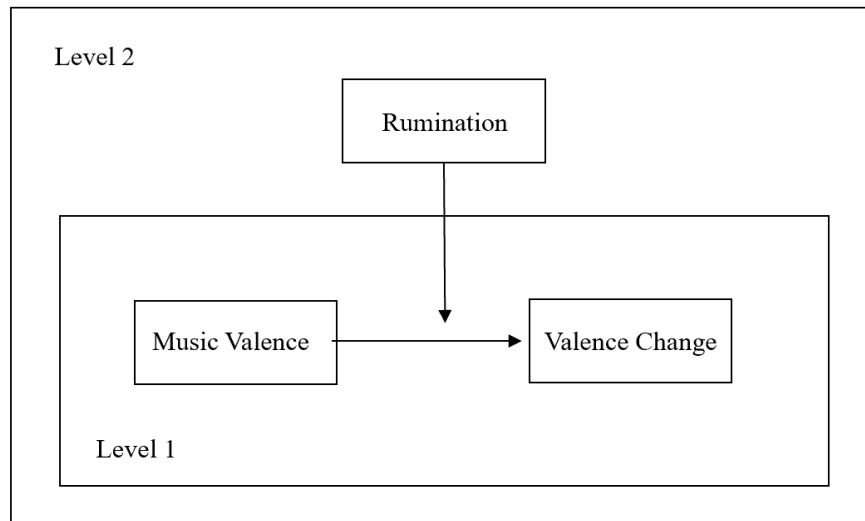 Level 2
Rumination
Music Valence
Valence Change
Level 1